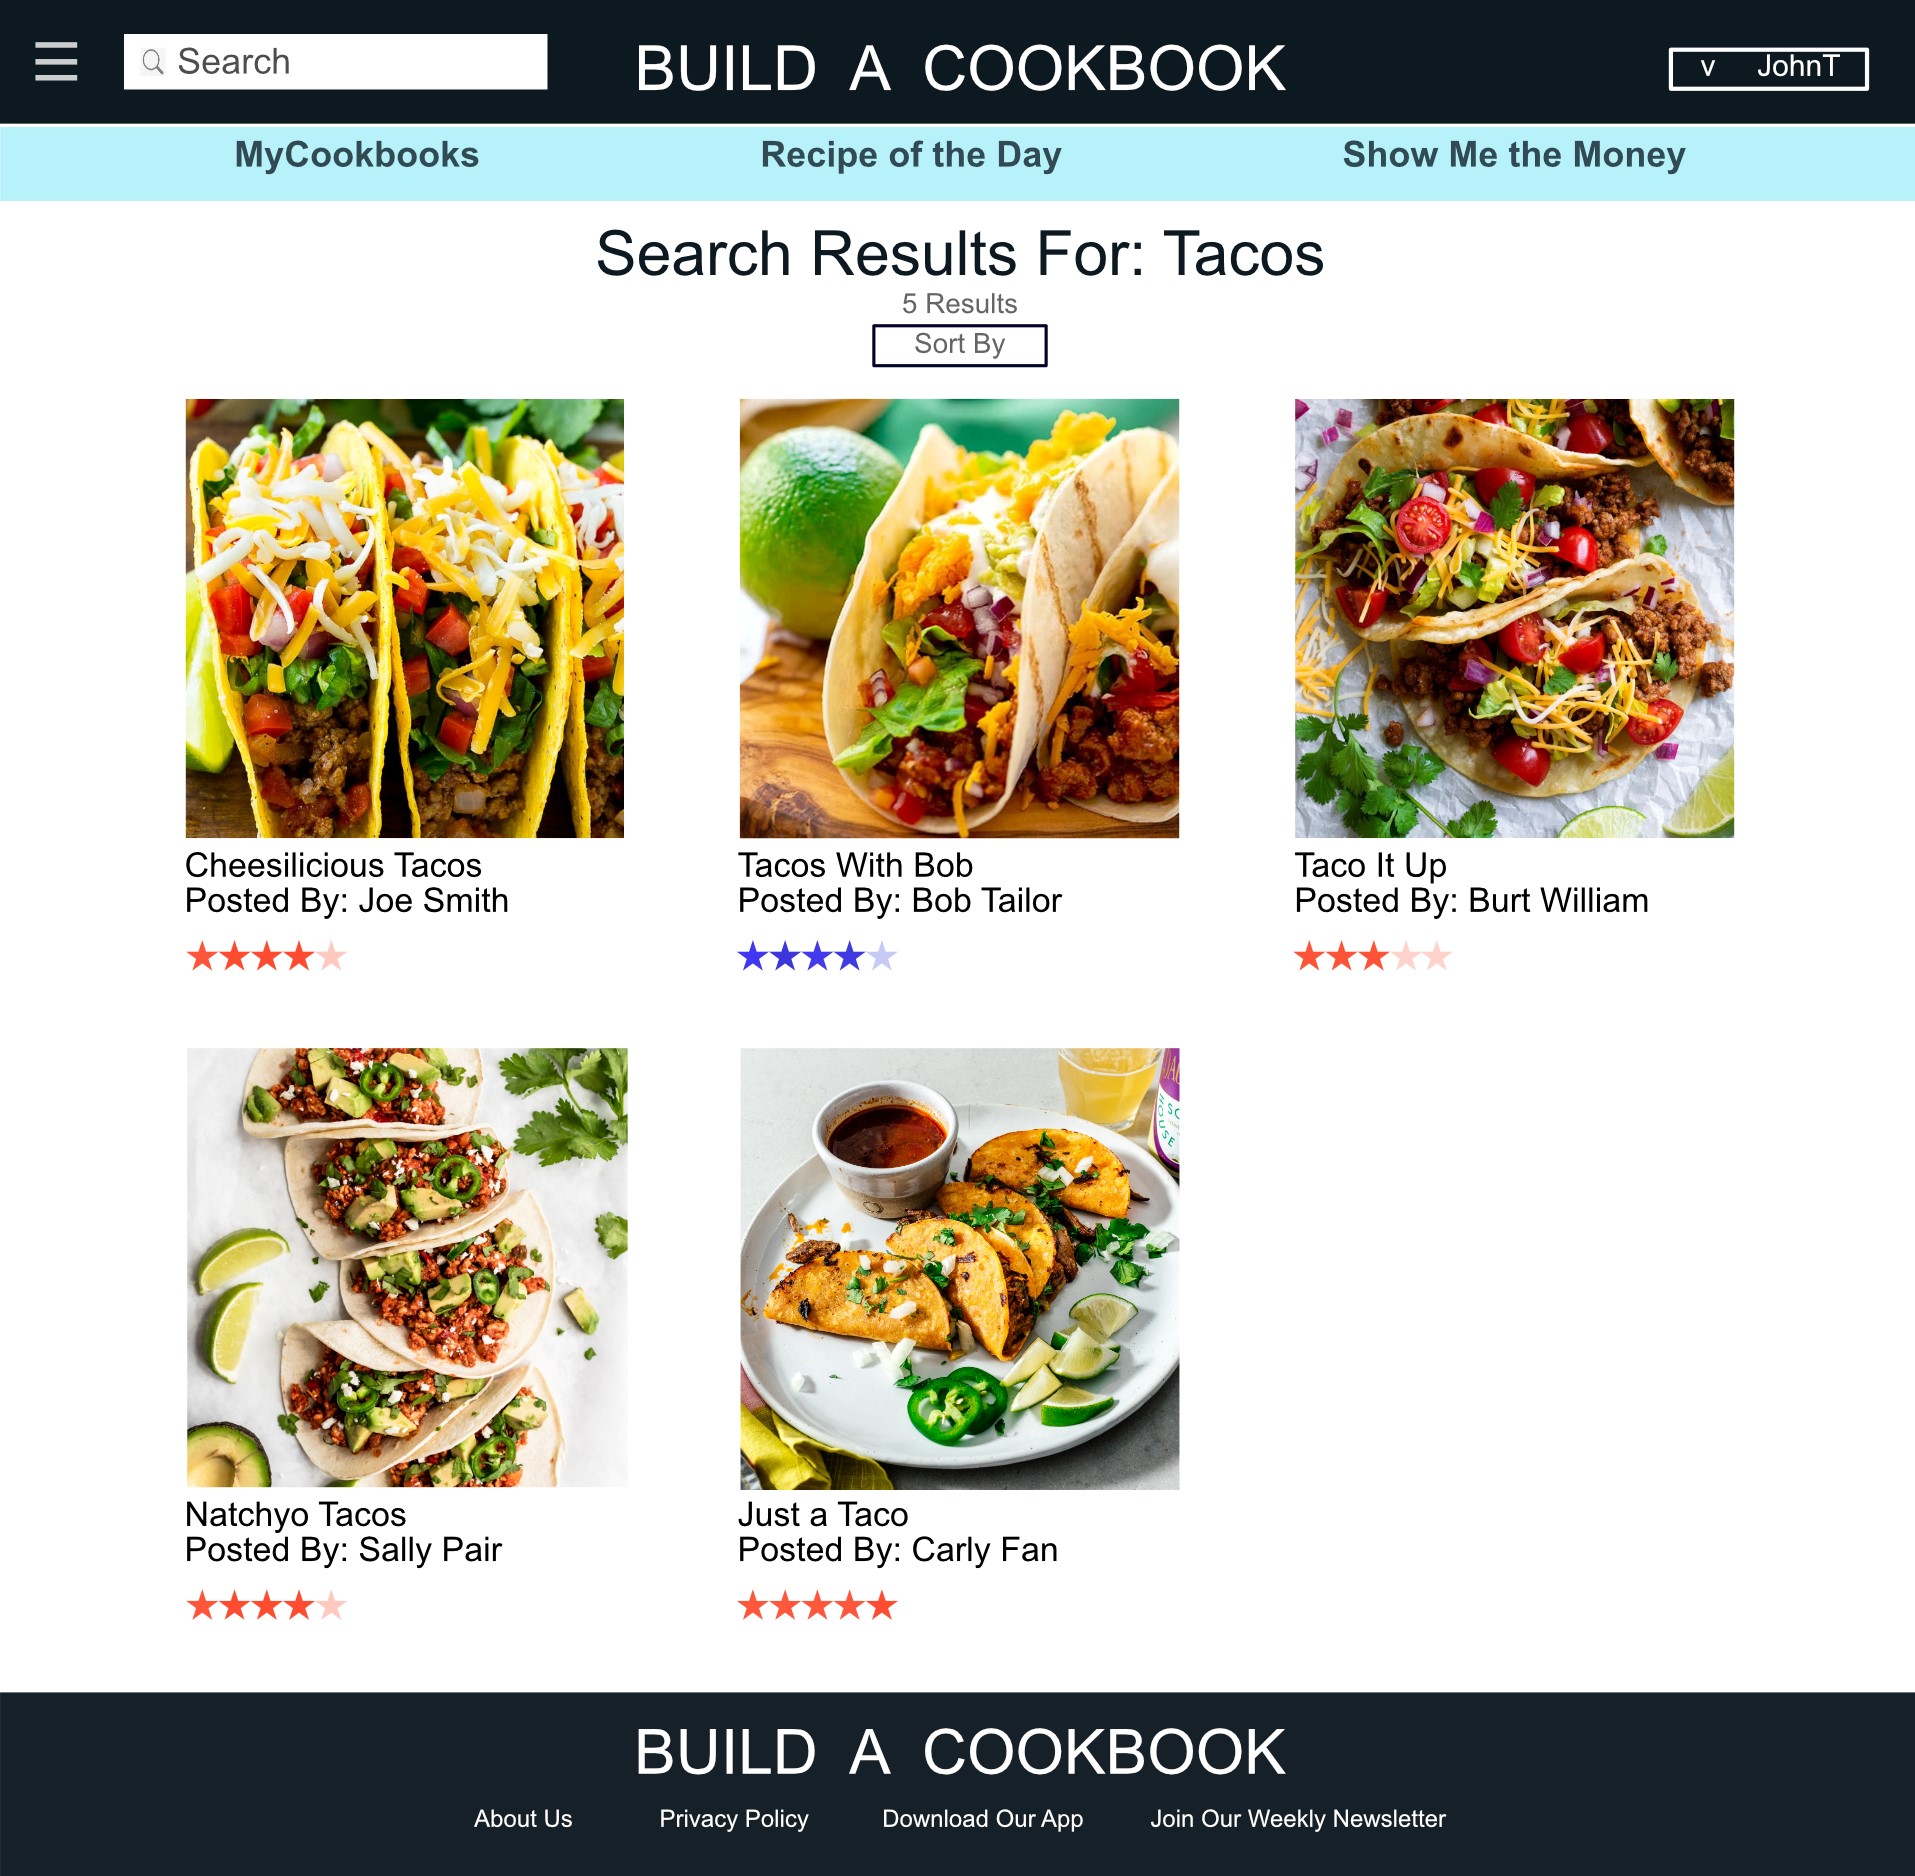 Search
BUILD A COOKBOOK
v JohnT
MyCookbooks
Recipe of the Day
Show Me the Money
Search Results For: Tacos
5 Results
Sort By
Cheesilicious Tacos
Posted By: Joe Smith
Tacos With Bob
Posted By: Bob Tailor
Taco It Up
Posted By: Burt William
Natchyo Tacos
Posted By: Sally Pair
Just a Taco
Posted By: Carly Fan
BUILD A COOKBOOK
About Us
Privacy Policy
Download Our App
Join Our Weekly Newsletter